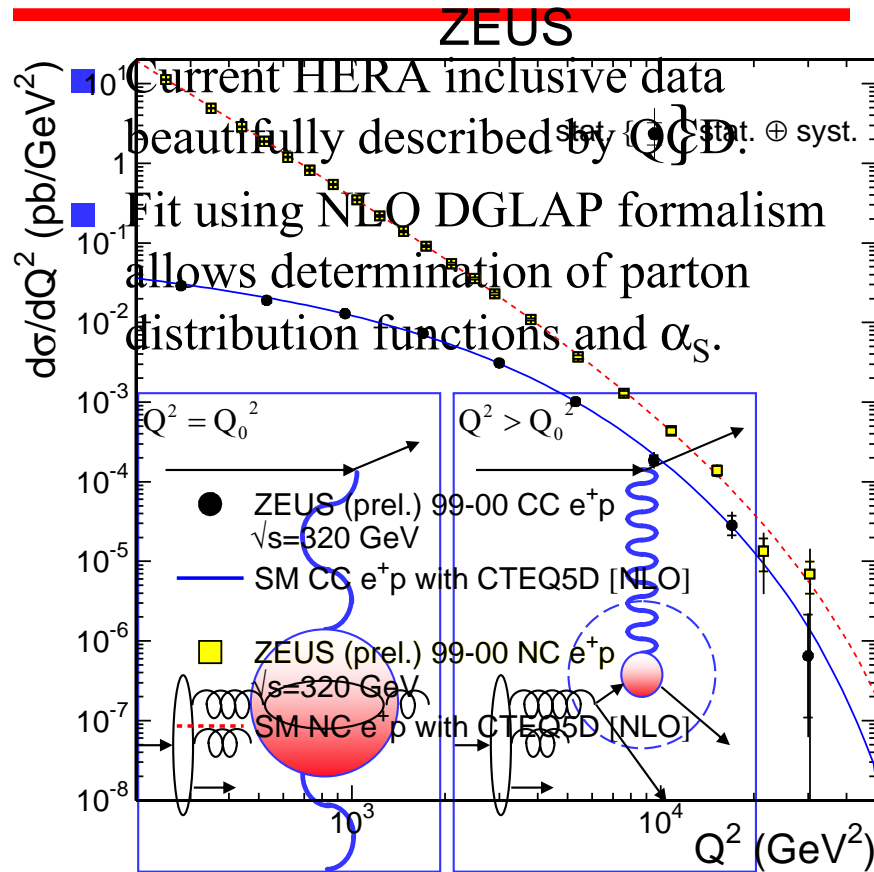 ZEUS
Current HERA inclusive data
beautifully described by QCD.
Fit using NLO DGLAP formalism
allows determination of parton
distribution functions and αS.
stat. { } stat. ⊕ syst.
dσ/dQ² (pb/GeV²)
10
1
10⁻¹
10⁻²
10⁻³
10⁻⁴
10⁻⁵
10⁻⁶
10⁻⁷
10⁻⁸
Q² = Q₀²
Q² > Q₀²
ZEUS (prel.) 99-00 CC e⁺p
√s=320 GeV
SM CC e⁺p with CTEQ5D [NLO]
ZEUS (prel.) 99-00 NC e⁺p
√s=320 GeV
SM NC e⁺p with CTEQ5D [NLO]
10³
10⁴
Q² (GeV²)